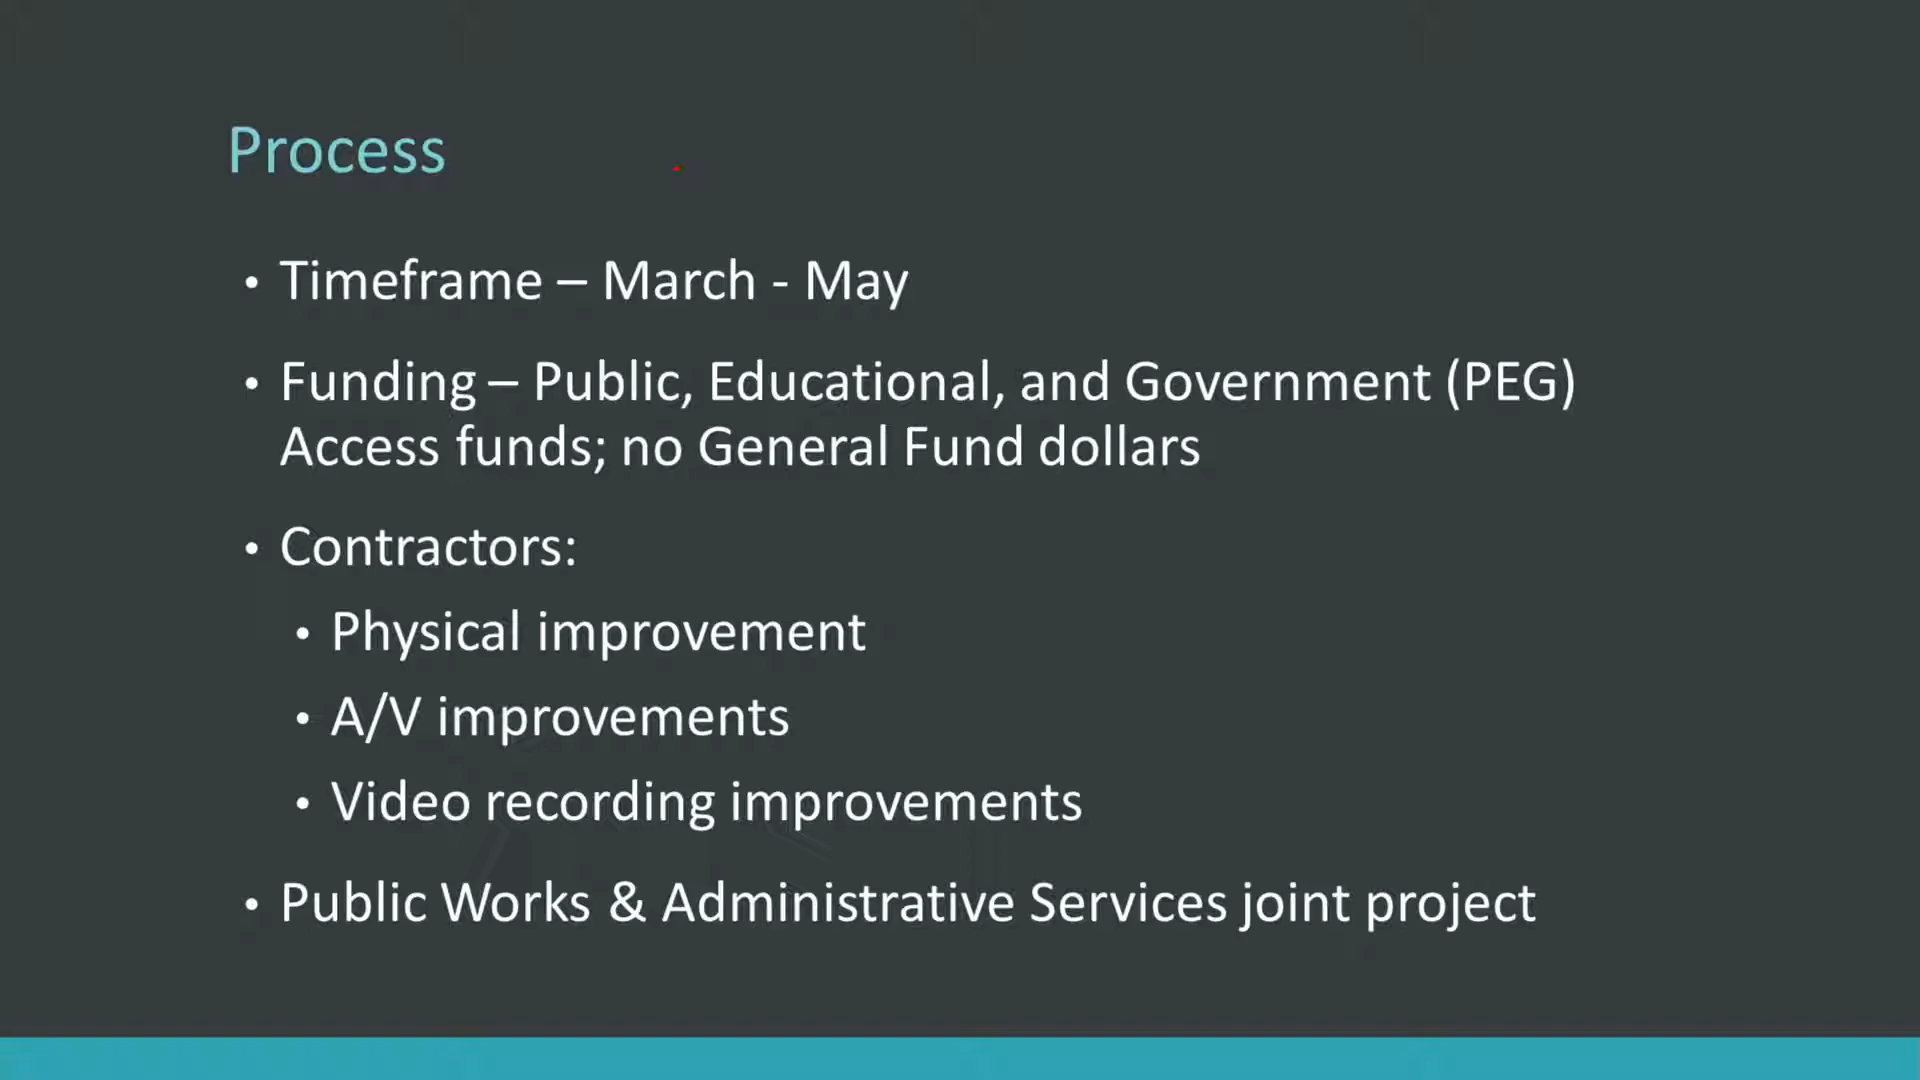 Process
• Timeframe – March - May
• Funding – Public, Educational, and Government (PEG)
Access funds; no General Fund dollars
• Contractors:
• Physical improvement
• A/V improvements
• Video recording improvements
• Public Works & Administrative Services joint project